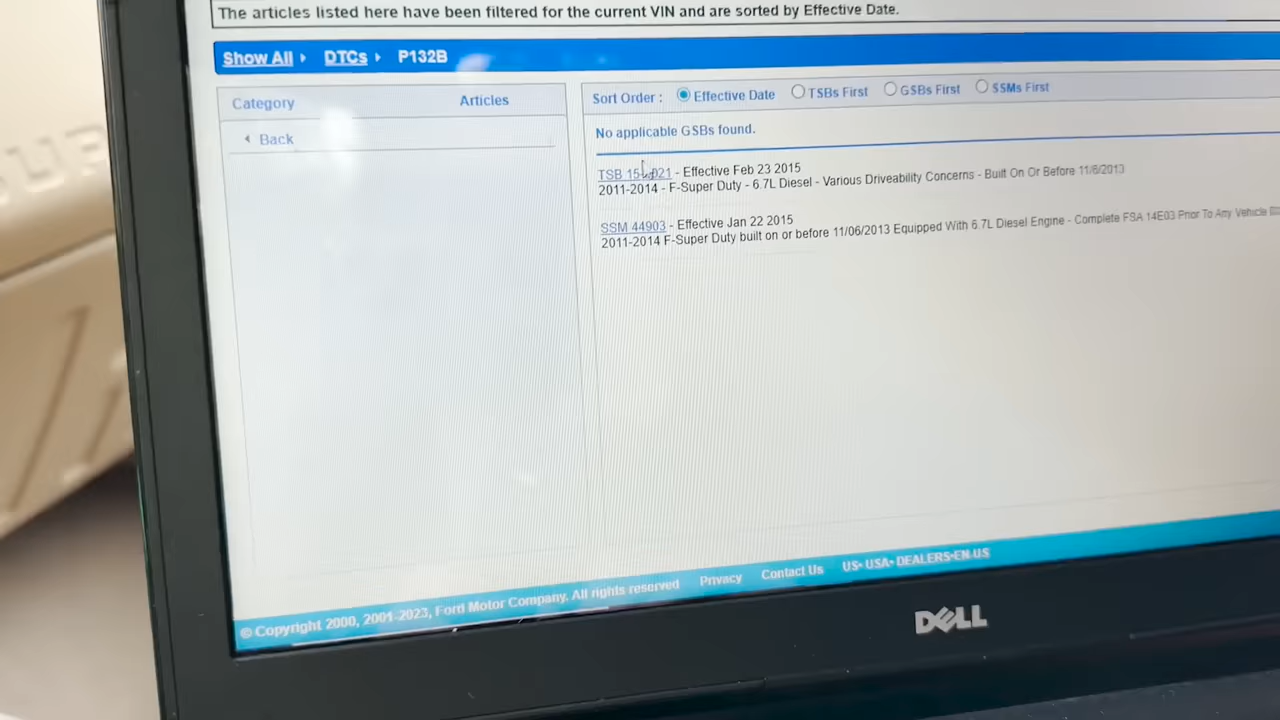 The articles listed here have been filtered for the current VIN and are sorted by Effective Date.
Show All DTCs P132B
Category Articles
Back
Sort Order : Effective Date TSBs First GSBs First SSMs First
No applicable GSBs found.
TSB - Effective Feb 23 2015
2011-2014 - F-Super Duty - 6.7L Diesel - Various Driveability Concerns - Built On Or Before 11/6/2013
SSM 44903 - Effective Jan 22 2015
2011-2014 F-Super Duty built on or before 11/06/2013 Equipped With 6.7L Diesel Engine - Complete FSA 14E03 Prior To Any Vehicle
© Copyright 2000, 2001-2023, Ford Motor Company. All rights reserved Privacy Contact Us US• USA• DEALERS•EN_US
DELL